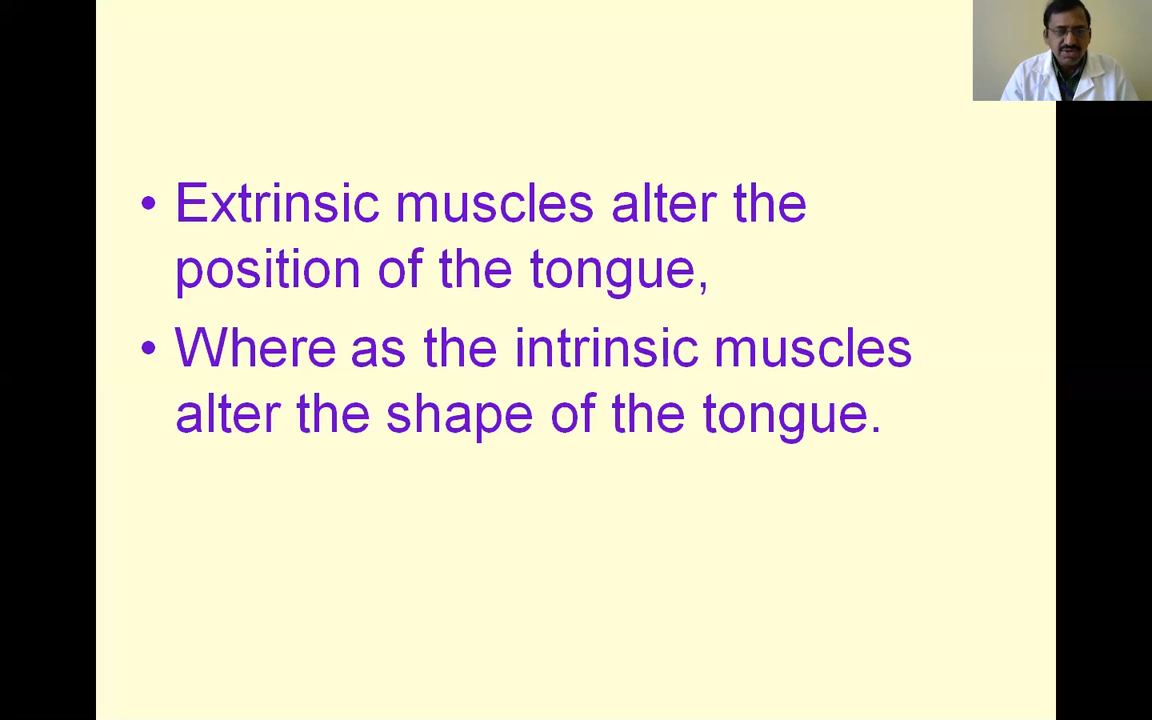 • Extrinsic muscles alter the
position of the tongue,
• Where as the intrinsic muscles
alter the shape of the tongue.